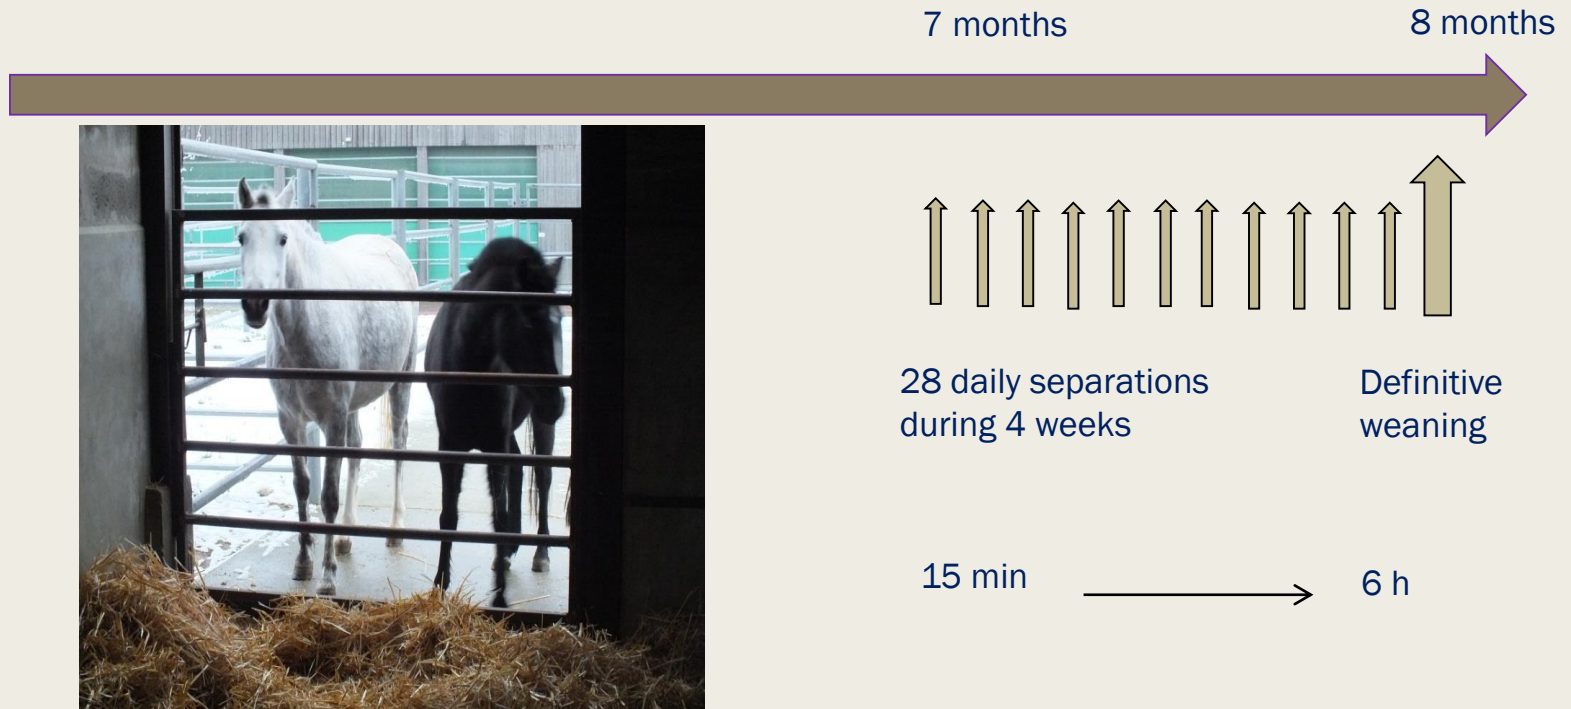 7 months
8 months
28 daily separations
during 4 weeks
Definitive
weaning
15 min
6 h